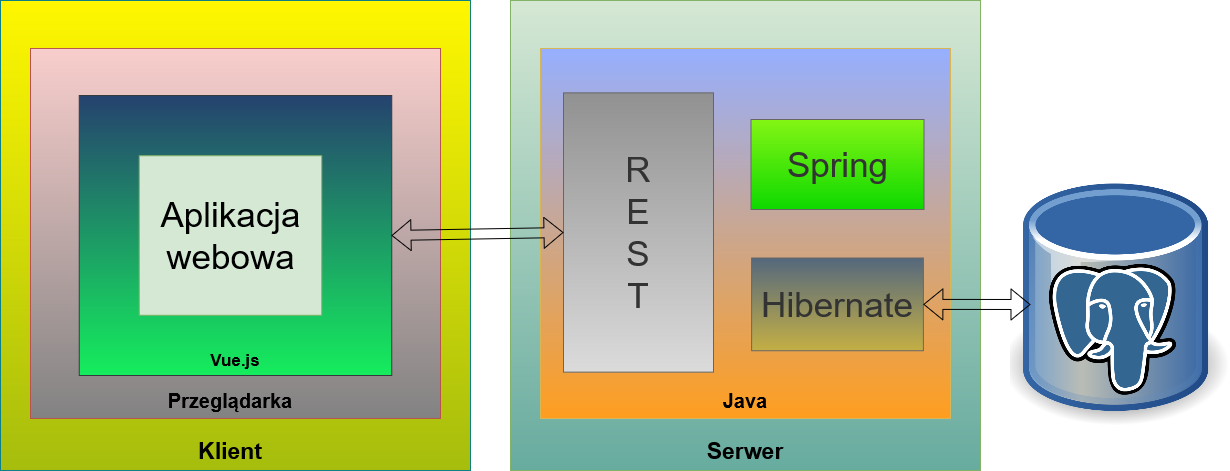 Aplikacja
webowa
Vue.js
Przeglądarka
Klient
R
E
S
T
Spring
Hibernate
Java
Serwer